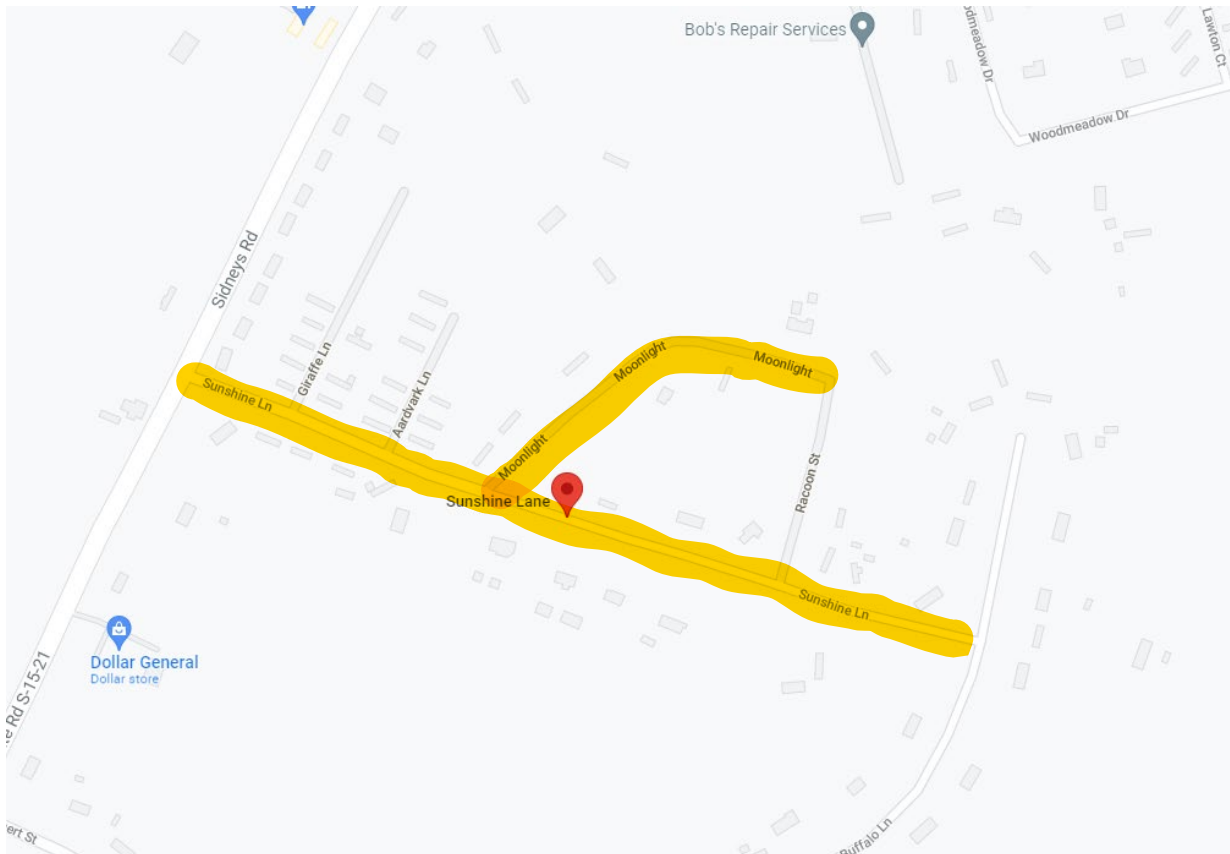 Bob's Repair Services
Woodmeadow Dr
Lawton Ct
Woodmeadow Dr
Sidneys Rd
Giraffe Ln
Aardvark Ln
Sunshine Ln
Moonlight
Moonlight
Moonlight
Sunshine Lane
Racoon St
Sunshine Ln
Dollar General
Dollar store
Rd S-15-21
St
Buffalo Ln